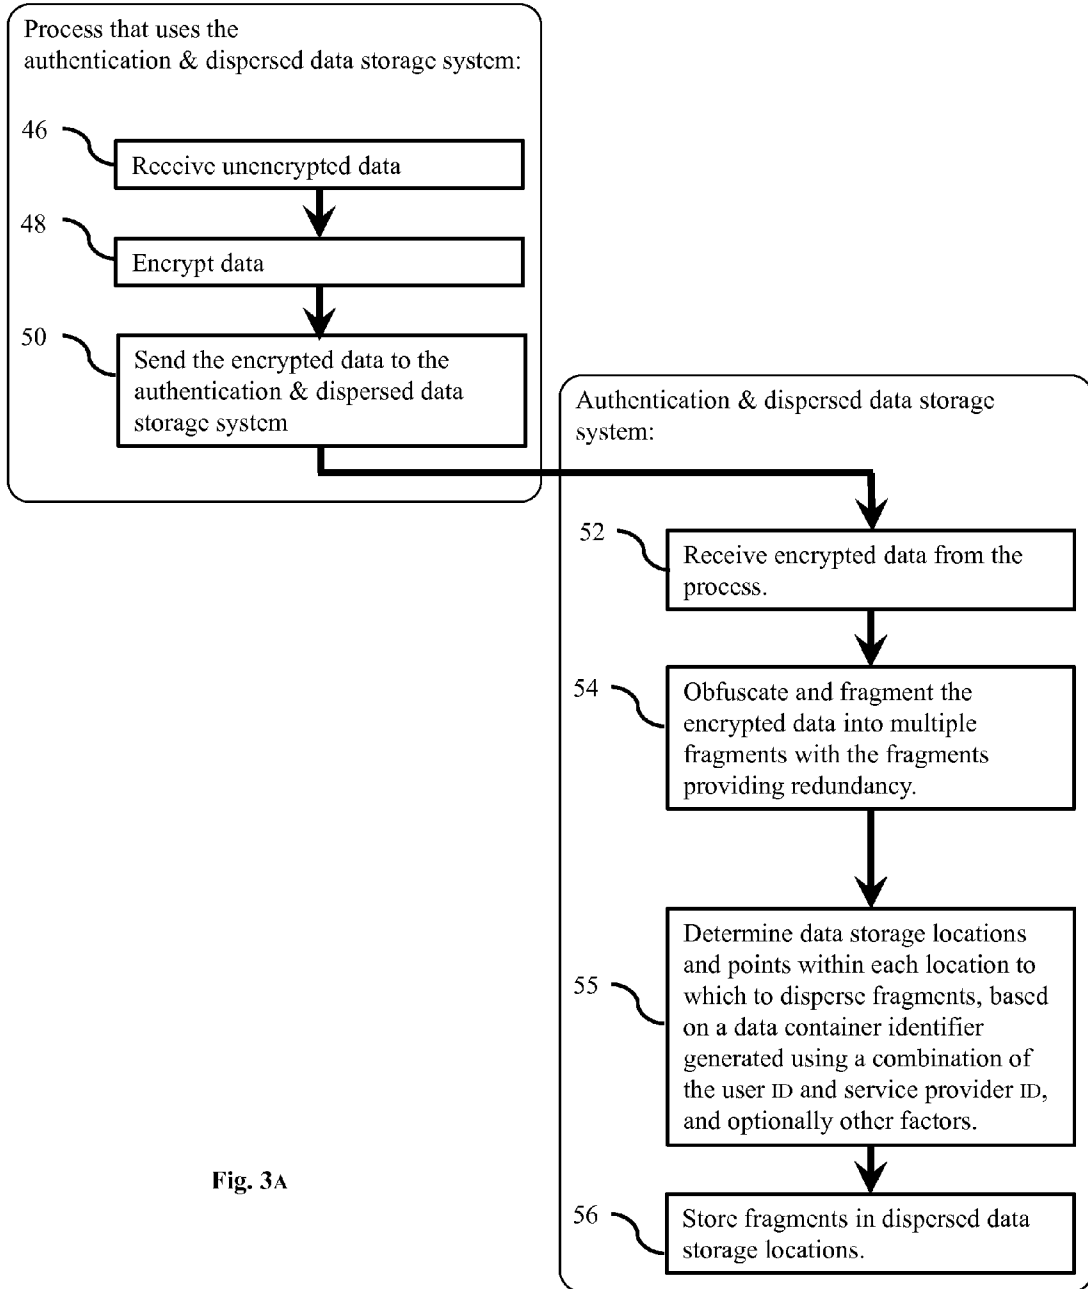 Process that uses the
authentication & dispersed data storage system:
46
Receive unencrypted data
48
Encrypt data
50
Send the encrypted data to the
authentication & dispersed data
storage system
Authentication & dispersed data storage
system:
52
Receive encrypted data from the
process.
54
Obfuscate and fragment the
encrypted data into multiple
fragments with the fragments
providing redundancy.
55
Determine data storage locations
and points within each location to
which to disperse fragments, based
on a data container identifier
generated using a combination of
the user ID and service provider ID,
and optionally other factors.
56
Store fragments in dispersed data
storage locations.
Fig. 3A